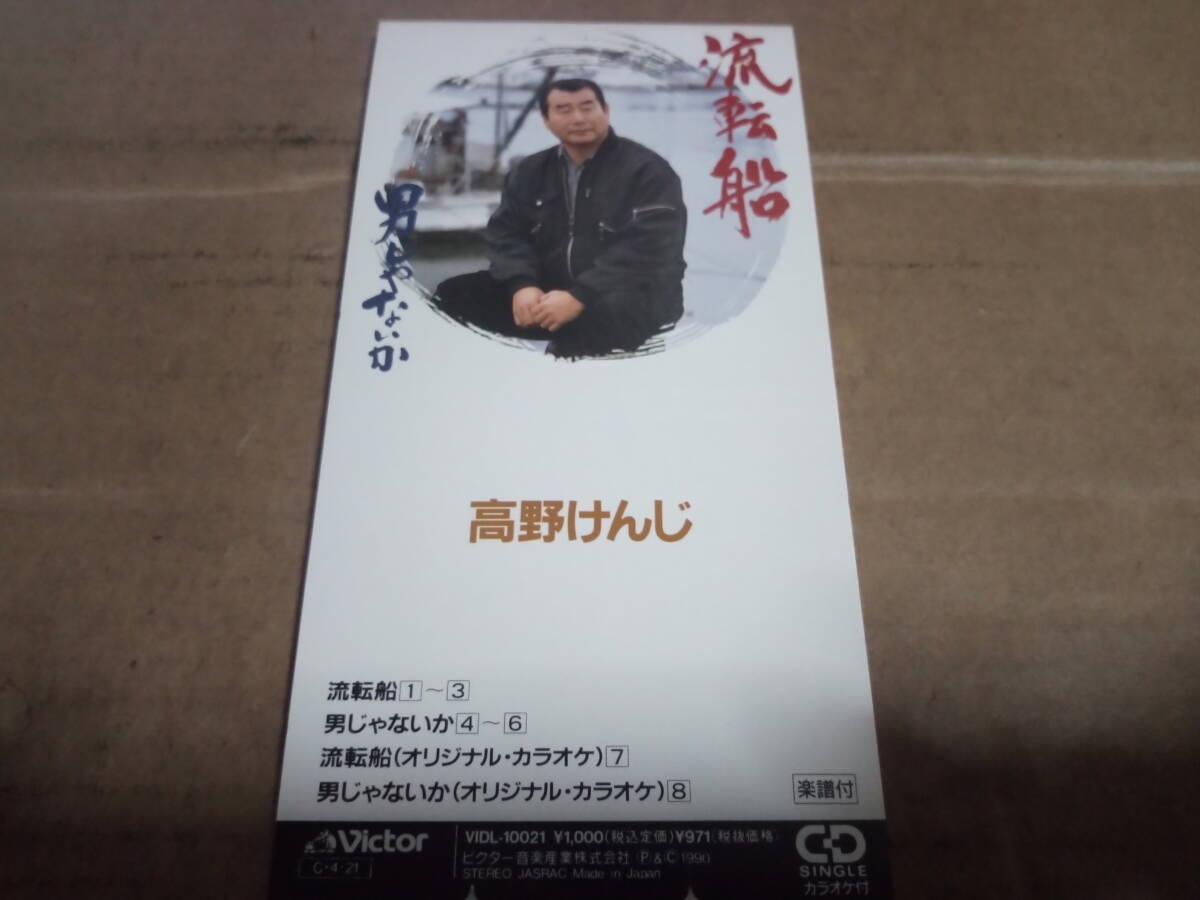 流転船
男じゃないか
高野けんじ
流転船1～3
男じゃないか4～6
流転船(オリジナル・カラオケ)7
男じゃないか(オリジナル・カラオケ)8
楽譜付
Victor
C・4・21
VIDL-10021 ¥1,000(税込定価)¥971(税抜価格)
ビクター音楽産業株式会社 Ⓟ&Ⓒ1990
STEREO JASRAC Made in Japan
CD
SINGLE
カラオケ付